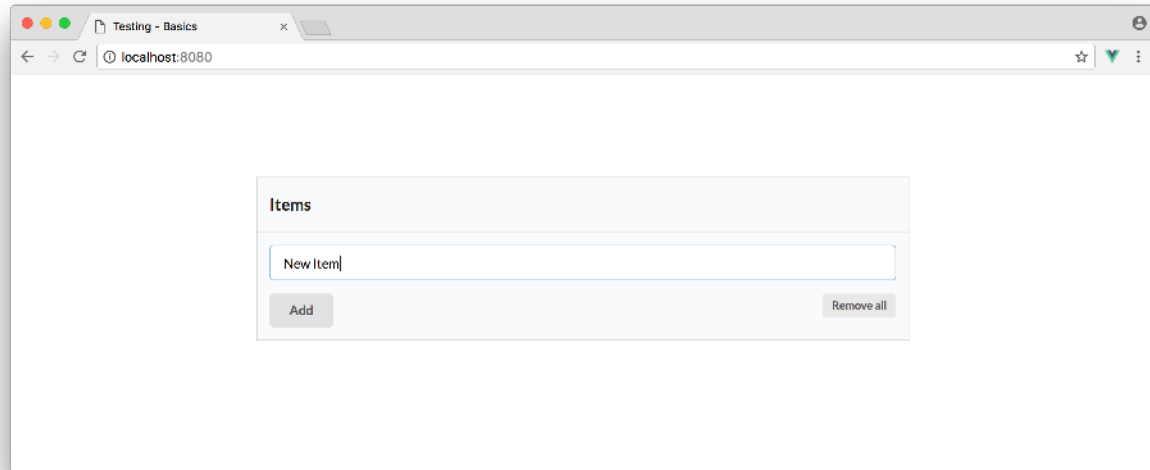 Testing - Basics
localhost:8080
Items
New Item
Add
Remove all